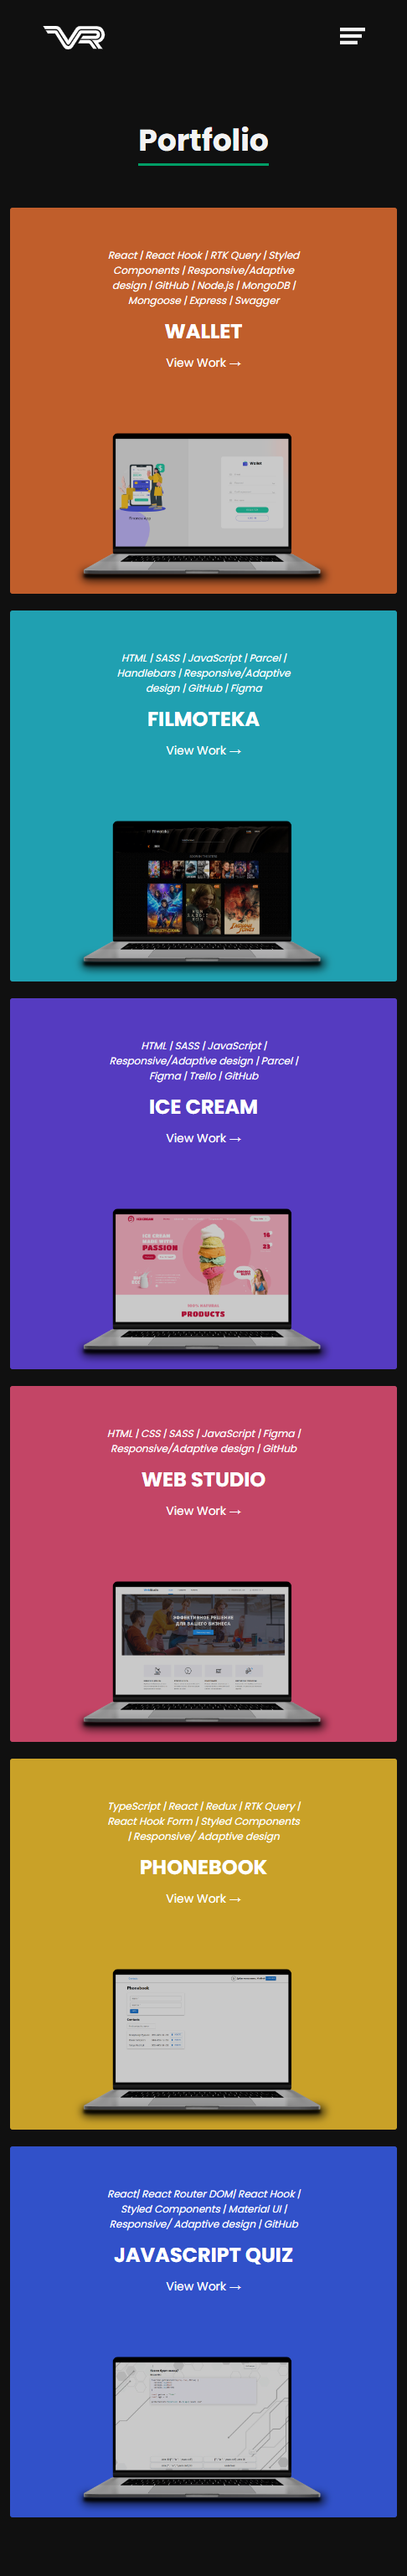 VR
Portfolio
React | React Hook | RTK Query | Styled
Components | Responsive/Adaptive
design | GitHub | Node.js | MongoDB |
Mongoose | Express | Swagger
WALLET
View Work →
Wallet
HTML | SASS | JavaScript | Parcel |
Handlebars | Responsive/Adaptive
design | GitHub | Figma
FILMOTEKA
View Work →
HTML | SASS | JavaScript |
Responsive/Adaptive design | Parcel |
Figma | Trello | GitHub
ICE CREAM
View Work →
ICE CREAM
MADE WITH
PASSION
PRODUCTS
HTML | CSS | SASS | JavaScript | Figma |
Responsive/Adaptive design | GitHub
WEB STUDIO
View Work →
ЭФФЕКТИВНОЕ РЕШЕНИЕ
ДЛЯ ВАШЕГО БИЗНЕСА
TypeScript | React | Redux | RTK Query |
React Hook Form | Styled Components
| Responsive/ Adaptive design
PHONEBOOK
View Work →
Phonebook
Contacts
React| React Router DOM| React Hook |
Styled Components | Material UI |
Responsive/ Adaptive design | GitHub
JAVASCRIPT QUIZ
View Work →